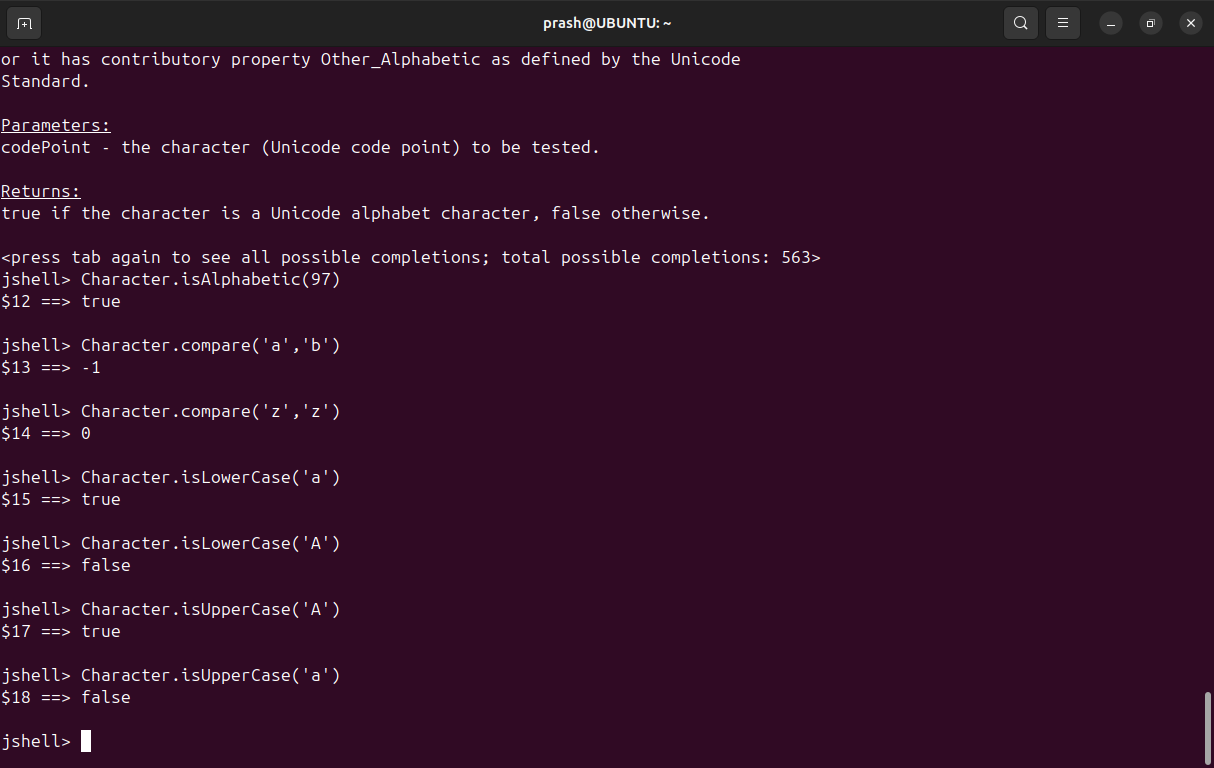 prash@UBUNTU: ~
or it has contributory property Other_Alphabetic as defined by the Unicode
Standard.
Parameters:
codePoint - the character (Unicode code point) to be tested.
Returns:
true if the character is a Unicode alphabet character, false otherwise.
<press tab again to see all possible completions; total possible completions: 563>
jshell> Character.isAlphabetic(97)
$12 ==> true
jshell> Character.compare('a','b')
$13 ==> -1
jshell> Character.compare('z','z')
$14 ==> 0
jshell> Character.isLowerCase('a')
$15 ==> true
jshell> Character.isLowerCase('A')
$16 ==> false
jshell> Character.isUpperCase('A')
$17 ==> true
jshell> Character.isUpperCase('a')
$18 ==> false
jshell>